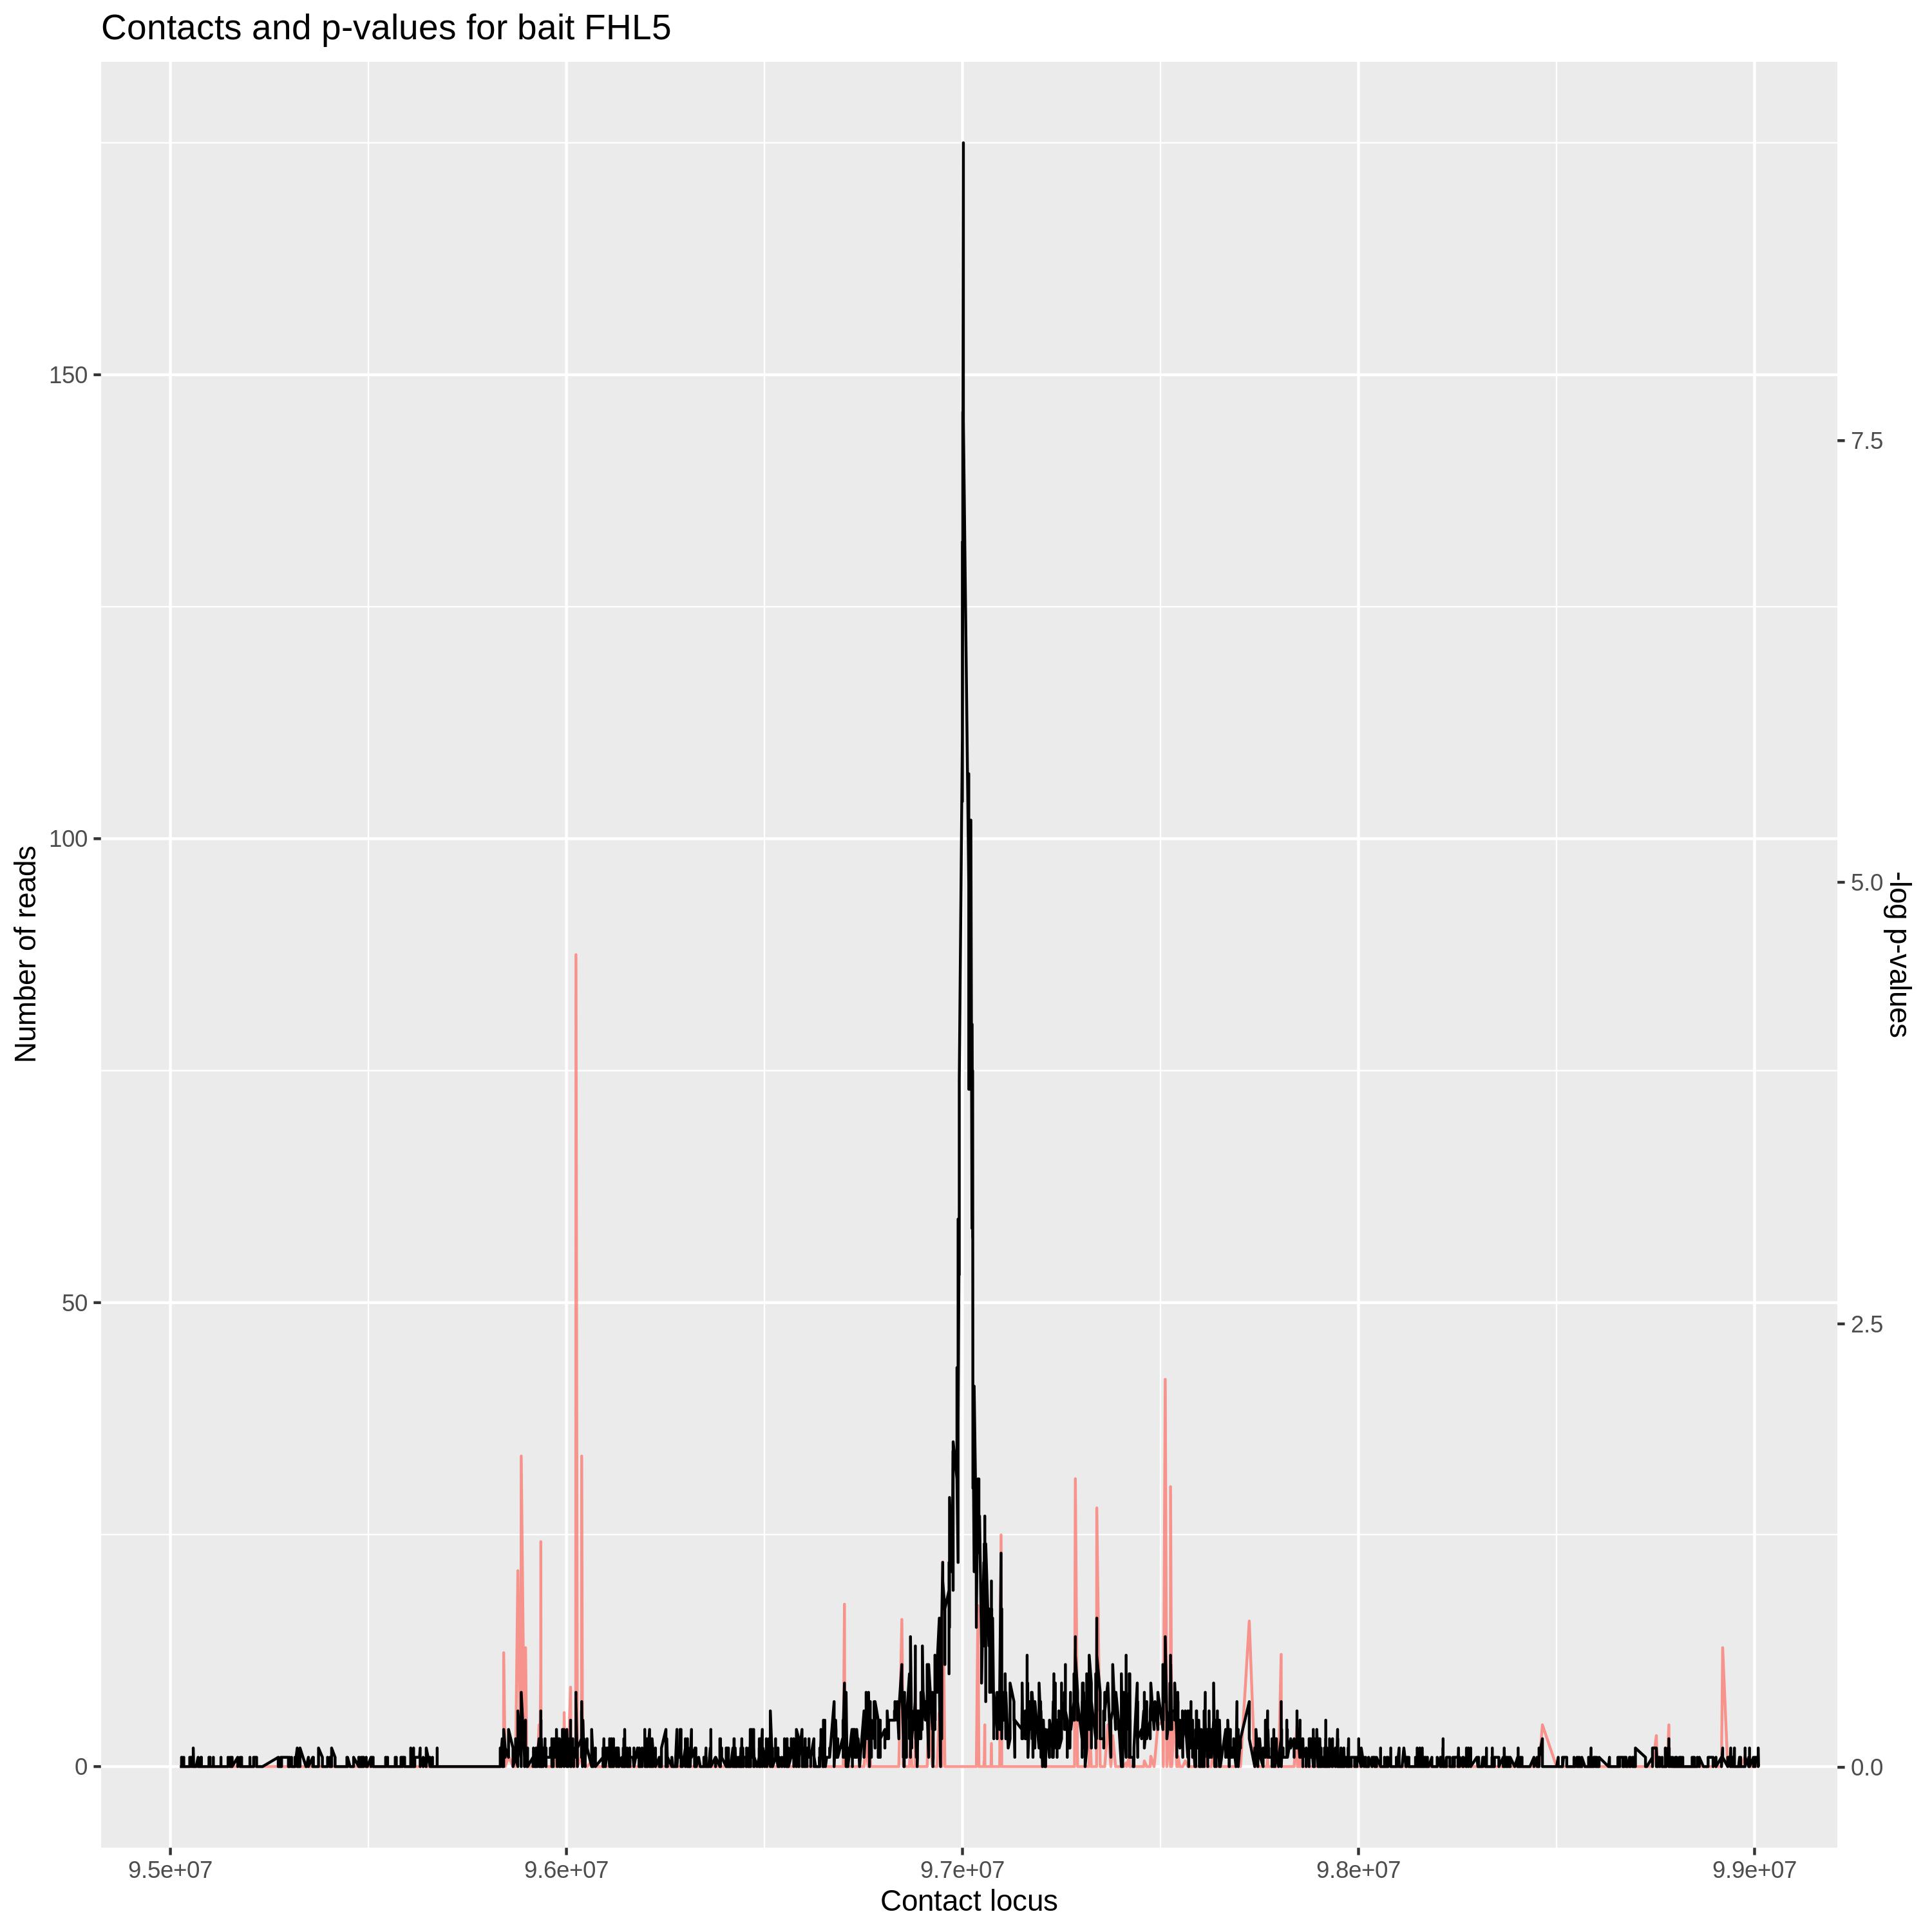 Contacts and p-values for bait FHL5
150
100
50
0
Number of reads
7.5
5.0
2.5
0.0
-log p-values
9.5e+07 9.6e+07 9.7e+07 9.8e+07 9.9e+07
Contact locus